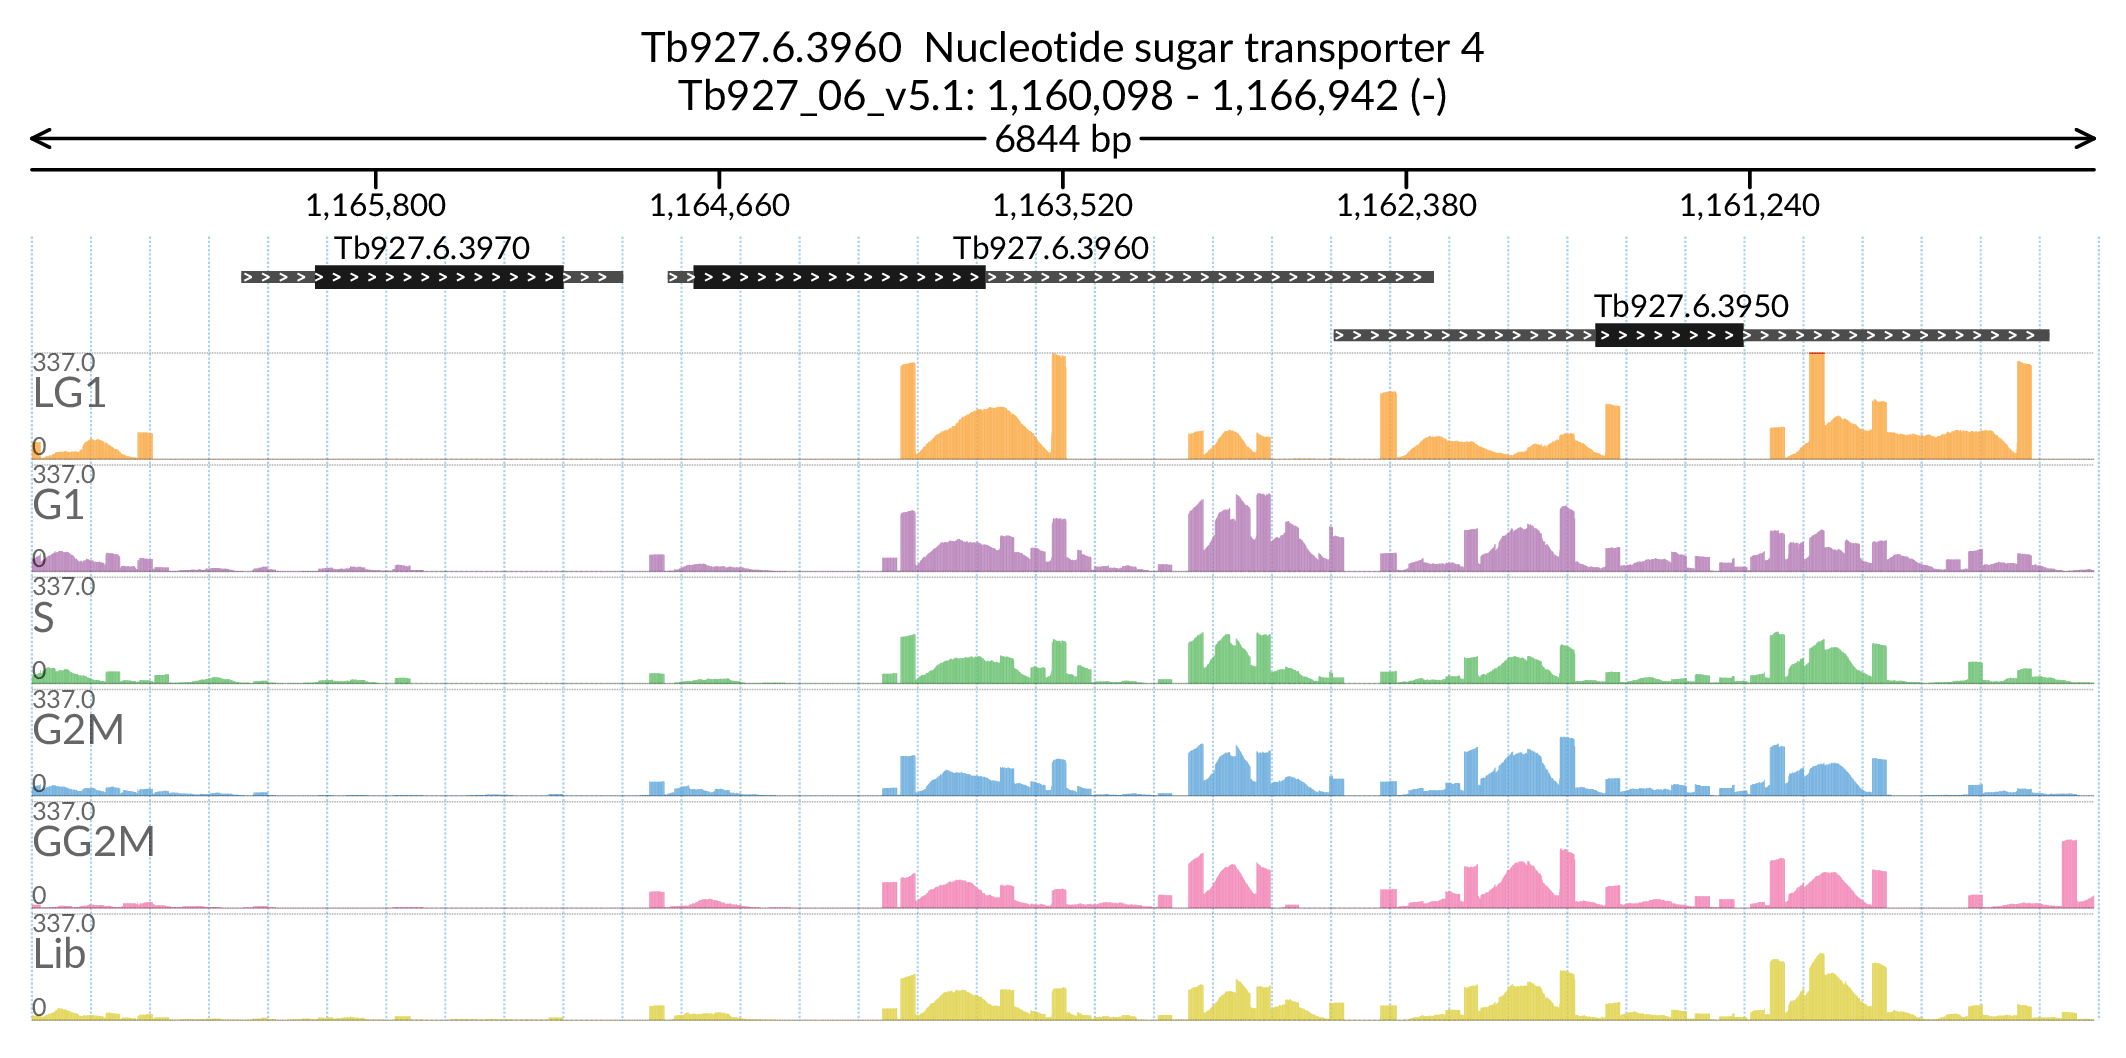 Tb927.6.3960  Nucleotide sugar transporter 4
Tb927_06_v5.1: 1,160,098 - 1,166,942 (-)
6844 bp
1,165,800 1,164,660 1,163,520 1,162,380 1,161,240
Tb927.6.3970 Tb927.6.3960
Tb927.6.3950
337.0
LG1
0
337.0
G1
0
337.0
S
0
337.0
G2M
0
337.0
GG2M
0
337.0
Lib
0